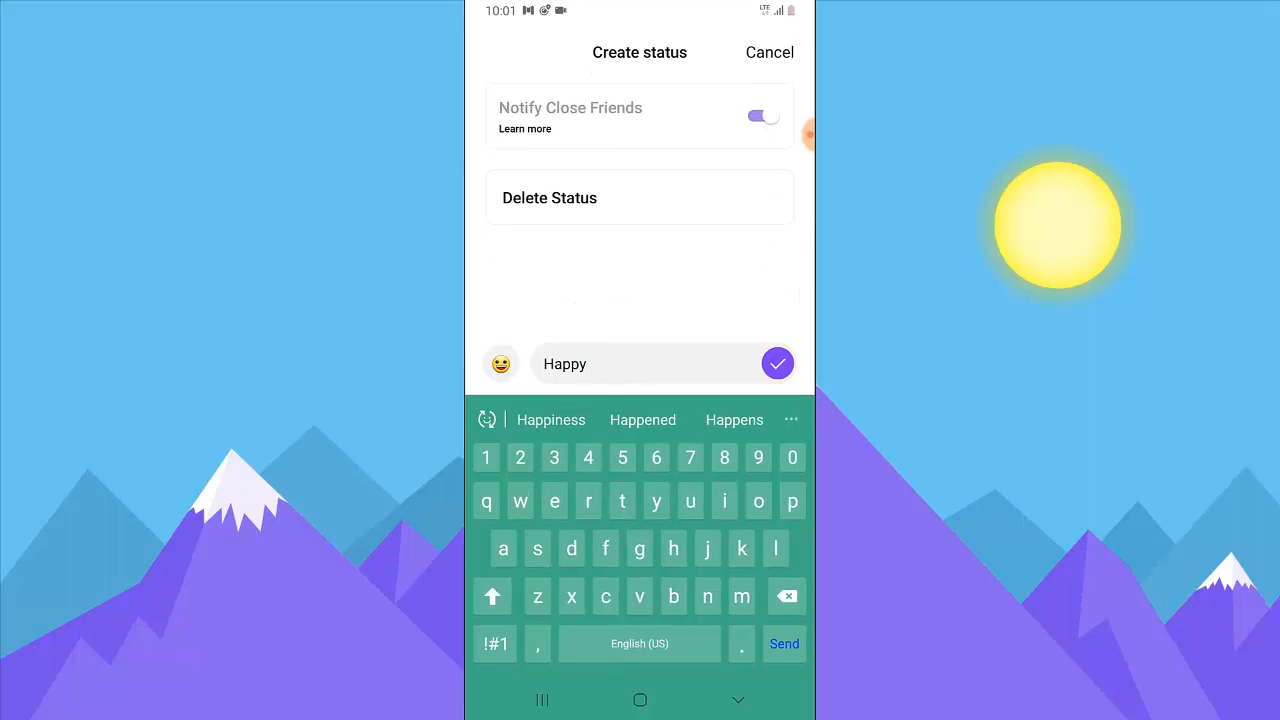 10:01 LTE
Create status Cancel
Notify Close Friends
Learn more
Delete Status
Happy
Happiness Happened Happens
1 2 3 4 5 6 7 8 9 0
q w e r t y u i o p
a s d f g h j k l
z x c v b n m
!#1 , English (US) . Send